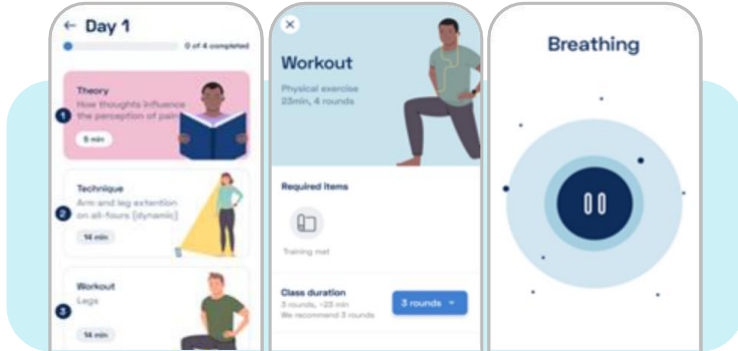 ← Day 1
0 of 4 completed
Theory
How thoughts influence
the perception of pain
1
5 min
Technique
Arm and leg extention
on all-fours (dynamic)
2
14 min
Workout
Legs
3
14 min
Workout
Physical exercise
23min, 4 rounds
Required items
Training mat
Class duration
3 rounds, ~23 min
We recommend 3 rounds
3 rounds
Breathing